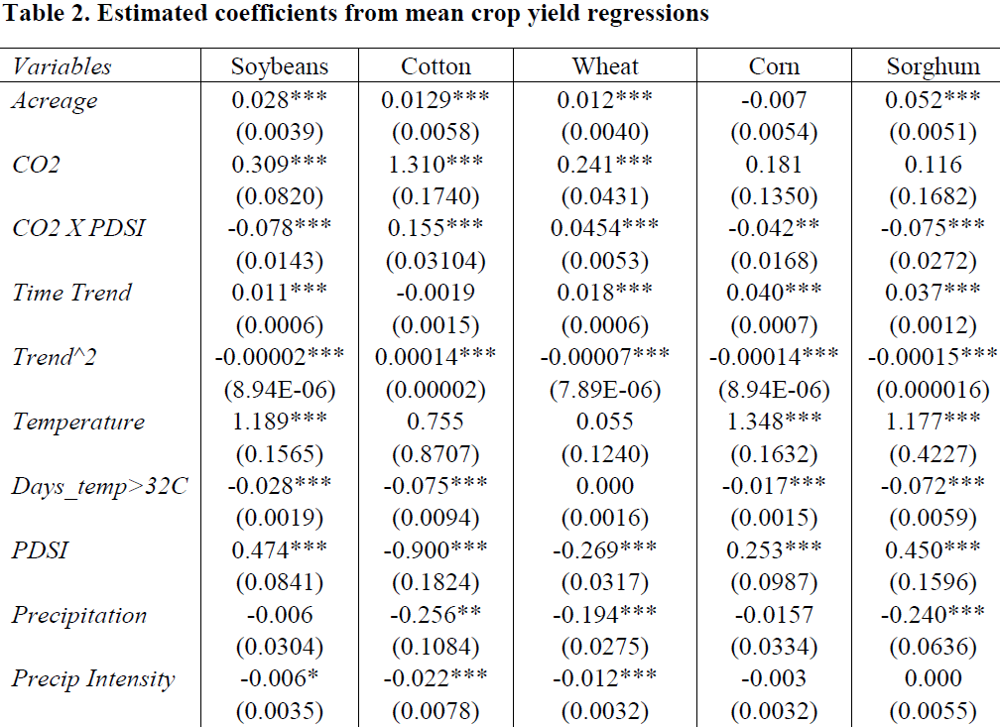 Table 2. Estimated coefficients from mean crop yield regressions
Variables Soybeans Cotton Wheat Corn Sorghum
Acreage 0.028*** 0.0129*** 0.012*** -0.007 0.052***
(0.0039) (0.0058) (0.0040) (0.0054) (0.0051)
CO2 0.309*** 1.310*** 0.241*** 0.181 0.116
(0.0820) (0.1740) (0.0431) (0.1350) (0.1682)
CO2 X PDSI -0.078*** 0.155*** 0.0454*** -0.042** -0.075***
(0.0143) (0.03104) (0.0053) (0.0168) (0.0272)
Time Trend 0.011*** -0.0019 0.018*** 0.040*** 0.037***
(0.0006) (0.0015) (0.0006) (0.0007) (0.0012)
Trend^2 -0.00002*** 0.00014*** -0.00007*** -0.00014*** -0.00015***
(8.94E-06) (0.00002) (7.89E-06) (8.94E-06) (0.000016)
Temperature 1.189*** 0.755 0.055 1.348*** 1.177***
(0.1565) (0.8707) (0.1240) (0.1632) (0.4227)
Days_temp>32C -0.028*** -0.075*** 0.000 -0.017*** -0.072***
(0.0019) (0.0094) (0.0016) (0.0015) (0.0059)
PDSI 0.474*** -0.900*** -0.269*** 0.253*** 0.450***
(0.0841) (0.1824) (0.0317) (0.0987) (0.1596)
Precipitation -0.006 -0.256** -0.194*** -0.0157 -0.240***
(0.0304) (0.1084) (0.0275) (0.0334) (0.0636)
Precip Intensity -0.006* -0.022*** -0.012*** -0.003 0.000
(0.0035) (0.0078) (0.0032) (0.0032) (0.0055)